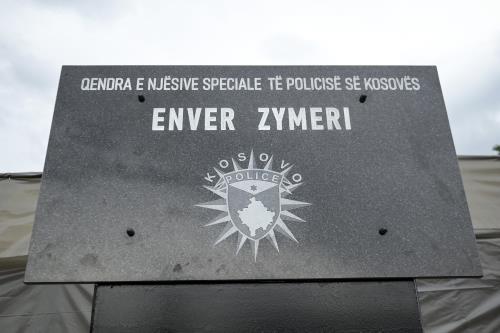 QENDRA E NJËSIVE SPECIALE TË POLICISË SË KOSOVËS
ENVER ZYMERI
KOSOVO
POLICE